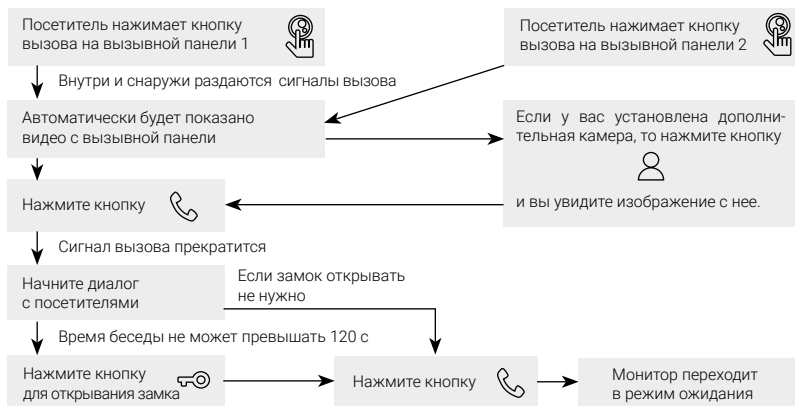 Посетитель нажимает кнопку
вызова на вызывной панели 1
Посетитель нажимает кнопку
вызова на вызывной панели 2
Внутри и снаружи раздаются сигналы вызова
Автоматически будет показано
видео с вызывной панели
Если у вас установлена дополни-
тельная камера, то нажмите кнопку
и вы увидите изображение с нее.
Нажмите кнопку
Сигнал вызова прекратится
Начните диалог
с посетителями
Если замок открывать
не нужно
Время беседы не может превышать 120 с
Нажмите кнопку
для открывания замка
Нажмите кнопку
Монитор переходит
в режим ожидания